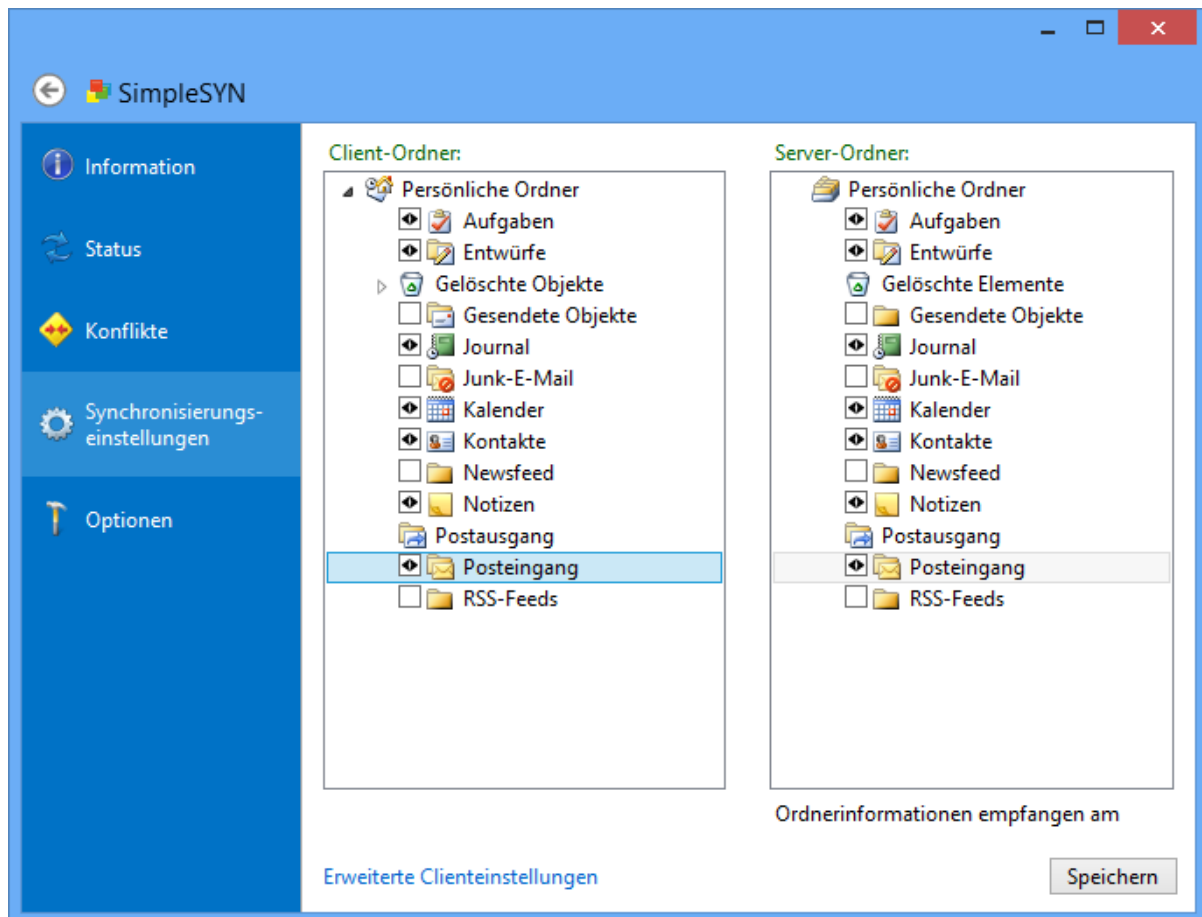 SimpleSYN
Information
Status
Konflikte
Synchronisierungs-
einstellungen
Optionen
Client-Ordner:
Persönliche Ordner
Aufgaben
Entwürfe
Gelöschte Objekte
Gesendete Objekte
Journal
Junk-E-Mail
Kalender
Kontakte
Newsfeed
Notizen
Postausgang
Posteingang
RSS-Feeds
Server-Ordner:
Persönliche Ordner
Aufgaben
Entwürfe
Gelöschte Elemente
Gesendete Objekte
Journal
Junk-E-Mail
Kalender
Kontakte
Newsfeed
Notizen
Postausgang
Posteingang
RSS-Feeds
Ordnerinformationen empfangen am
Erweiterte Clienteinstellungen
Speichern